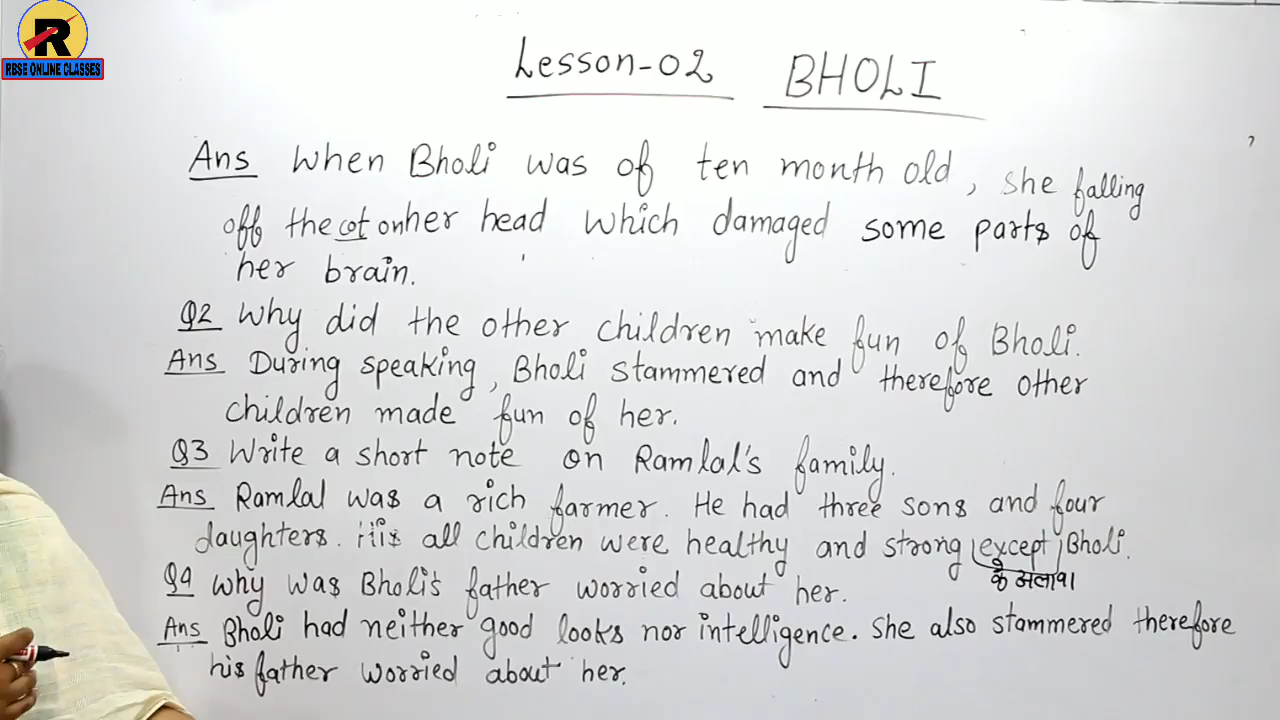 R
RBSE ONLINE CLASSES
Lesson-02 BHOLI
Ans When Bholi was of ten month old, she falling
off the cot on her head which damaged some parts of
her brain.
Q2 Why did the other children make fun of Bholi.
Ans During speaking, Bholi stammered and therefore other
children made fun of her.
Q3 Write a short note on Ramlal's family.
Ans Ramlal was a rich farmer. He had three sons and four
daughters. His all children were healthy and strong except Bholi.
के अलावा
Q4 Why was Bholi's father worried about her.
Ans Bholi had neither good looks nor intelligence. She also stammered therefore
his father worried about her.